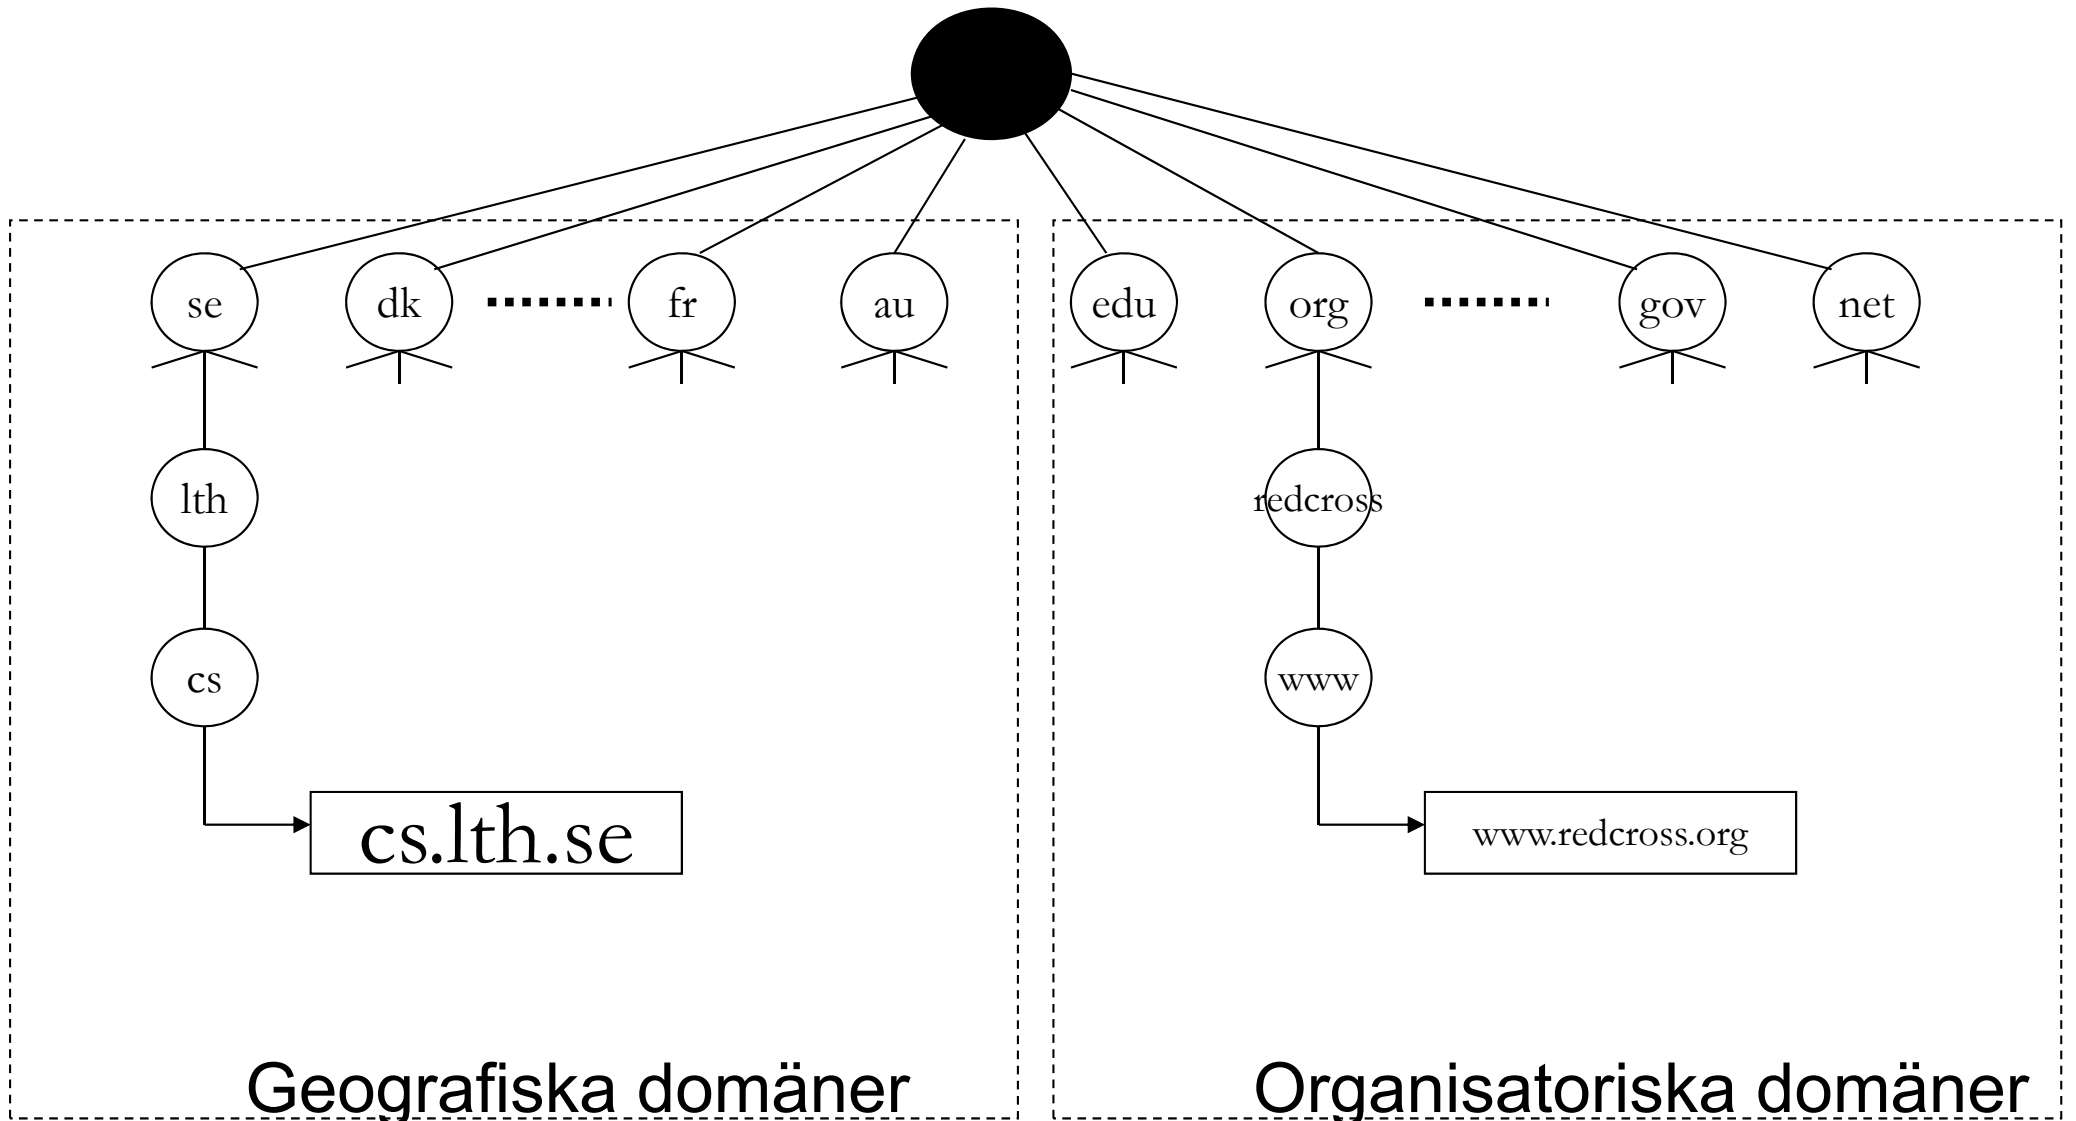 se dk fr au edu org gov net
lth redcross
cs www
cs.lth.se www.redcross.org
Geografiska domäner Organisatoriska domäner